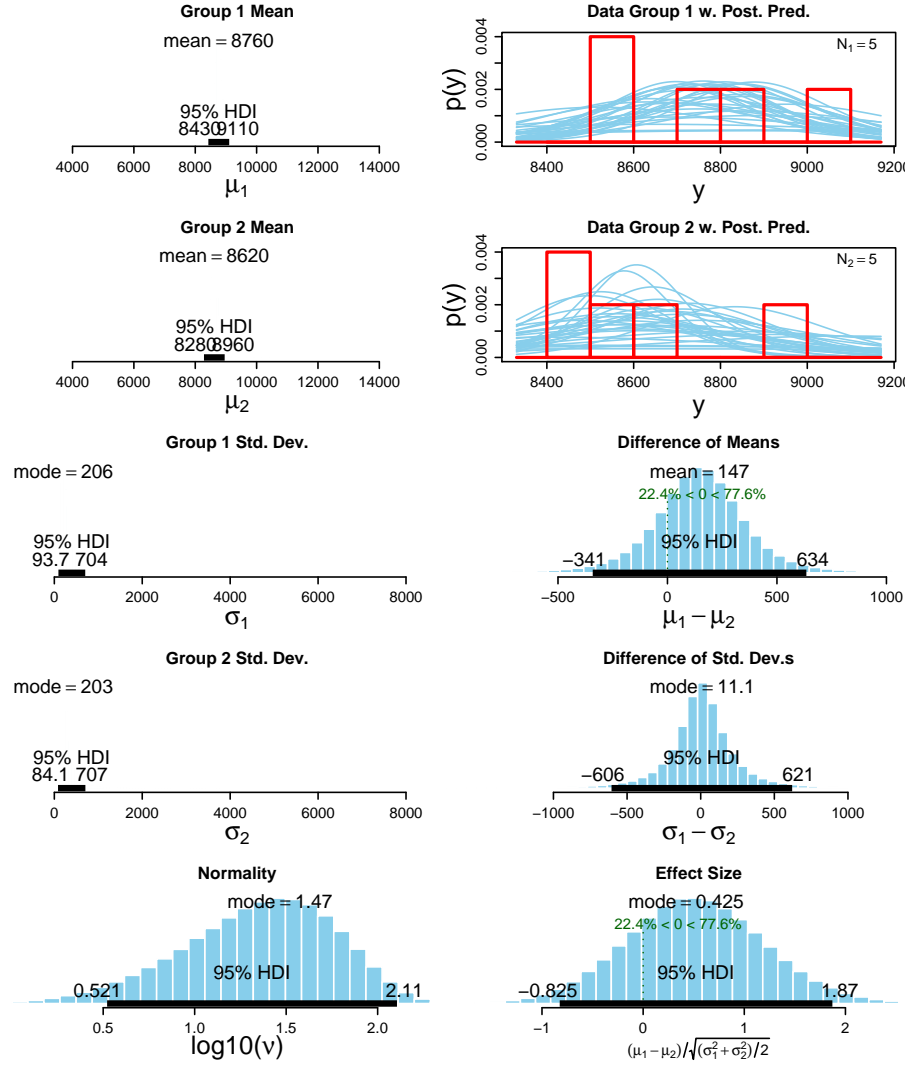 Group 1 Mean
mean = 8760
95% HDI
8430 9110
4000 6000 8000 10000 12000 14000
μ1
Data Group 1 w. Post. Pred.
N1 = 5
0.004
0.002
0.000
p(y)
8400 8600 8800 9000 9200
y
Group 2 Mean
mean = 8620
95% HDI
8280 8960
4000 6000 8000 10000 12000 14000
μ2
Data Group 2 w. Post. Pred.
N2 = 5
0.004
0.002
0.000
p(y)
8400 8600 8800 9000 9200
y
Group 1 Std. Dev.
mode = 206
95% HDI
93.7 704
0 2000 4000 6000 8000
σ1
Difference of Means
mean = 147
22.4% < 0 < 77.6%
95% HDI
−341 634
−500 0 500 1000
μ1 − μ2
Group 2 Std. Dev.
mode = 203
95% HDI
84.1 707
0 2000 4000 6000 8000
σ2
Difference of Std. Dev.s
mode = 11.1
95% HDI
−606 621
−1000 −500 0 500 1000
σ1 − σ2
Normality
mode = 1.47
95% HDI
0.521 2.11
0.5 1.0 1.5 2.0
log10(ν)
Effect Size
mode = 0.425
22.4% < 0 < 77.6%
95% HDI
−0.825 1.87
−1 0 1 2
(μ1 − μ2)/√(σ1² + σ2²)/2